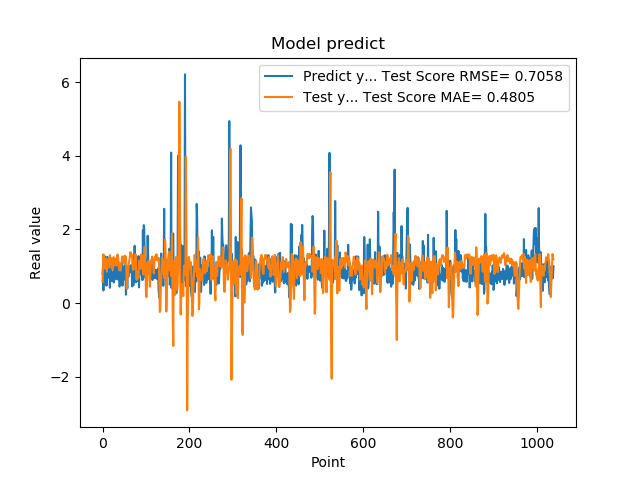 Model predict
Predict y... Test Score RMSE= 0.7058
Test y... Test Score MAE= 0.4805
Real value
6
4
2
0
−2
0 200 400 600 800 1000
Point